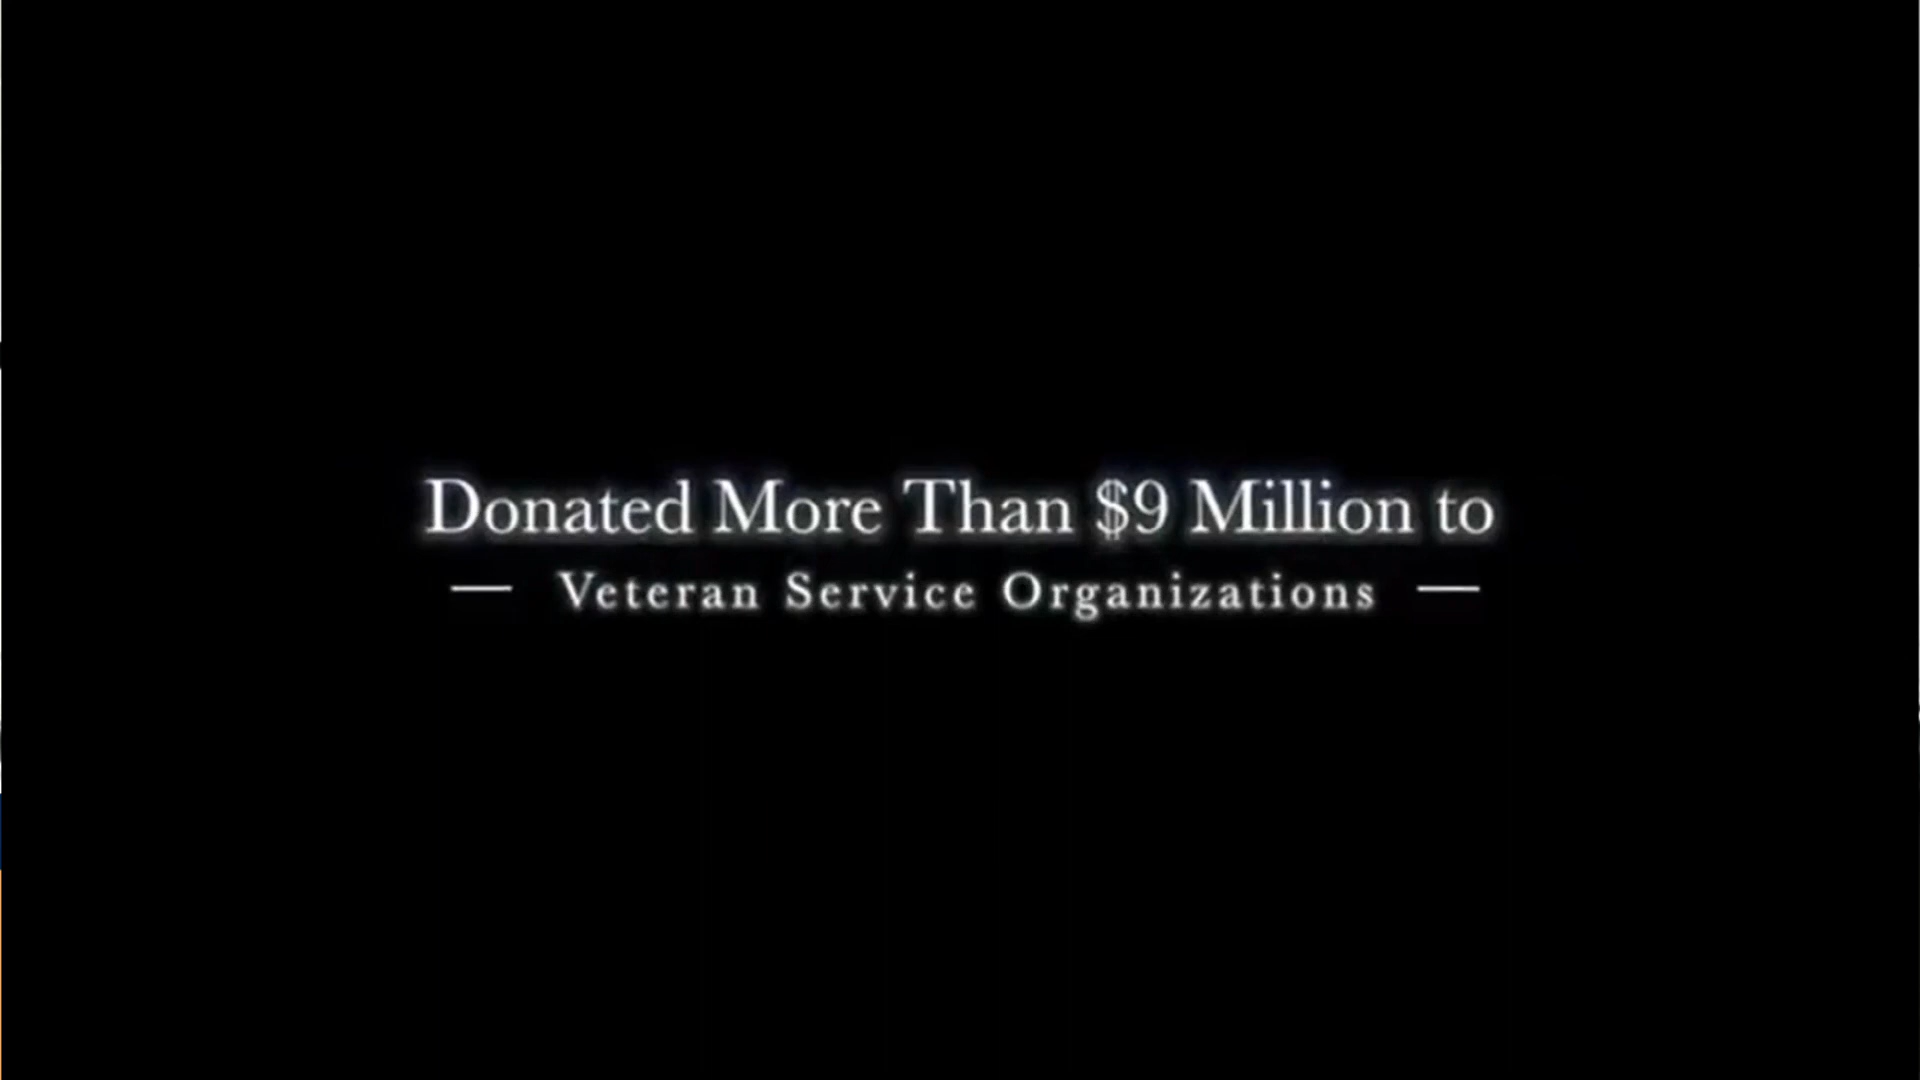 Donated More Than $9 Million to
— Veteran Service Organizations —